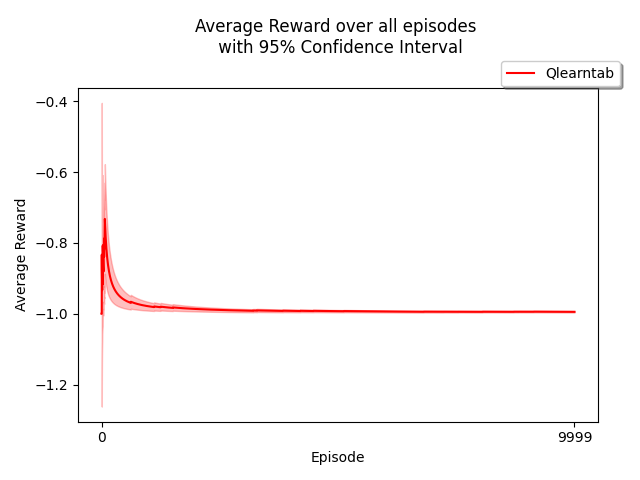 Average Reward over all episodes
with 95% Confidence Interval
Qlearntab
−0.4
−0.6
−0.8
−1.0
−1.2
Average Reward
0
9999
Episode